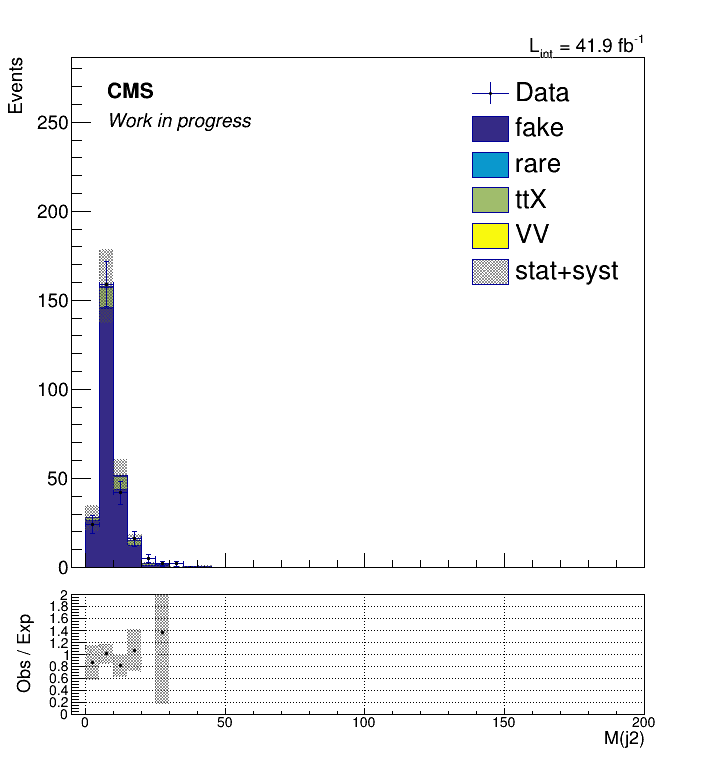 L_int = 41.9 fb^-1
Events
CMS
Work in progress
Data
fake
rare
ttX
VV
stat+syst
250
200
150
100
50
0
Obs / Exp
2
1.8
1.6
1.4
1.2
1
0.8
0.6
0.4
0.2
0
0 50 100 150 200
M(j2)